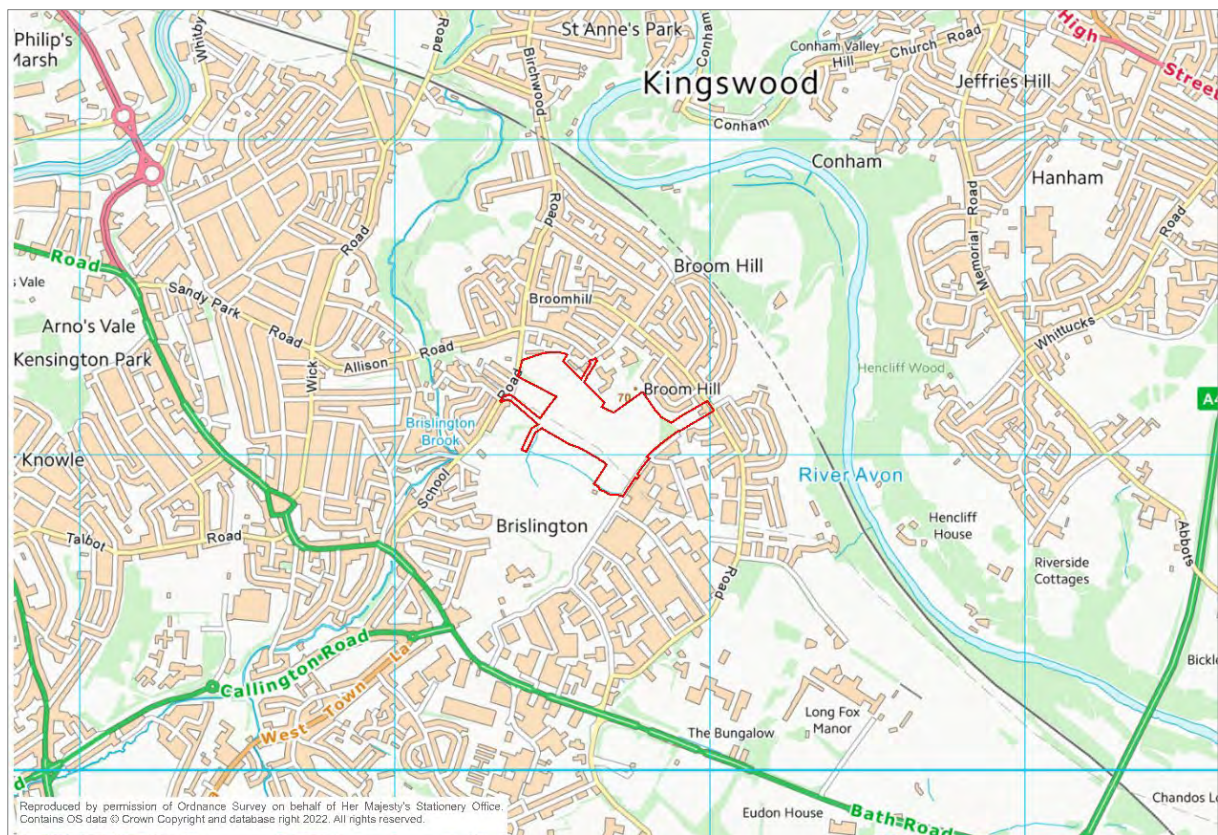 Philip's
Marsh
Whitby
Road
Birchwood
St Anne's Park
Conham
Conham Valley
Hill
Church Road
High
Street
Kingswood
Jeffries Hill
Conham
Conham
Hanham
Road
Road
Memorial Road
Road
Broom Hill
Road
s Vale
Sandy Park
Road
Broomhill
Arno's Vale
Kensington Park
Wick
Allison
Road
Whittucks
Hencliff Wood
Road
70
Broom Hill
A4
Brislington
Brook
Knowle
School
River Avon
Brislington
Hencliff
House
Talbot
Road
Abbots
Riverside
Cottages
Road
Callington Road
West Town La
Bickle
Long Fox
Manor
The Bungalow
d
Eudon House
Bath Road
Chandos Lo
Reproduced by permission of Ordnance Survey on behalf of Her Majesty's Stationery Office.
Contains OS data © Crown Copyright and database right 2022. All rights reserved.